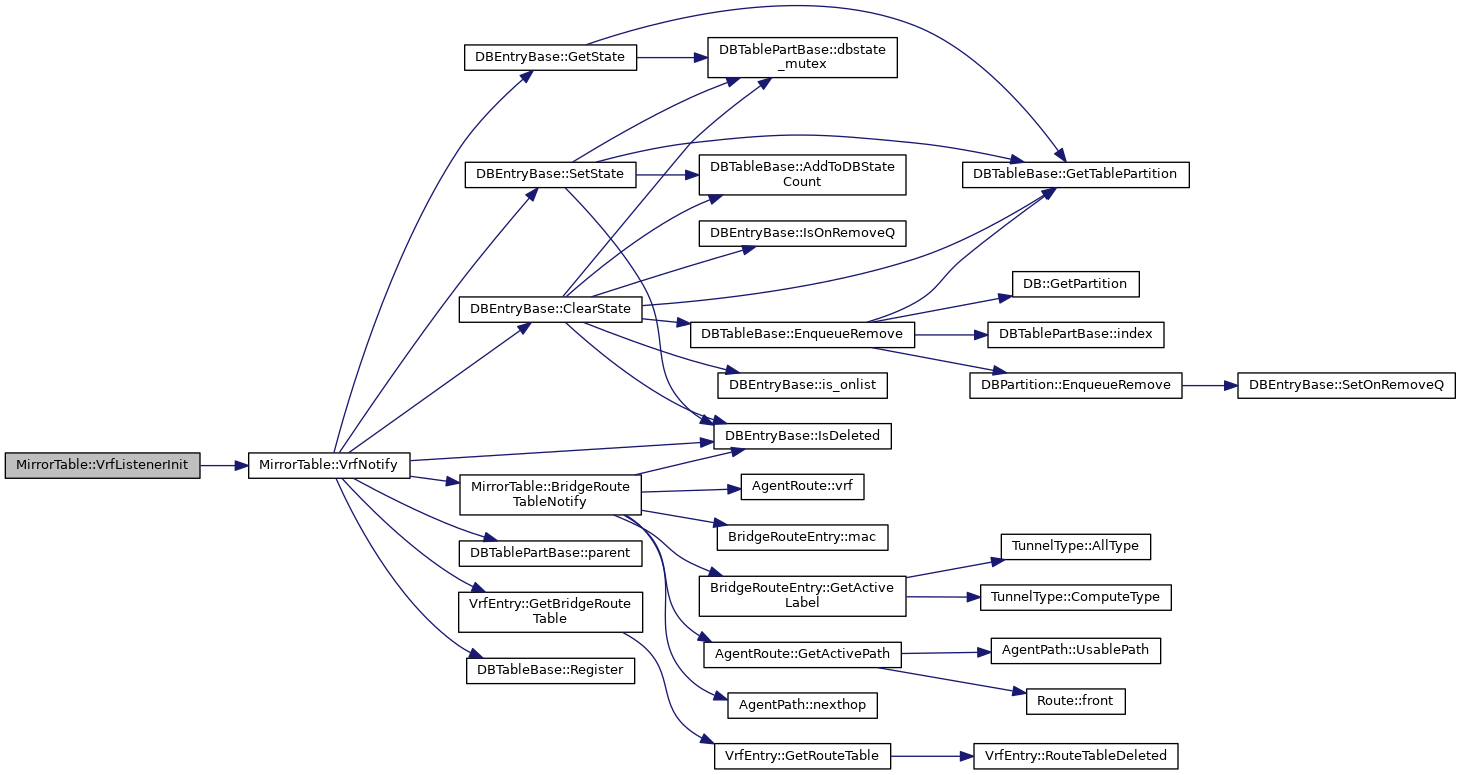 MirrorTable::VrfListenerInit
MirrorTable::VrfNotify
DBEntryBase::GetState
DBEntryBase::SetState
DBEntryBase::ClearState
MirrorTable::BridgeRoute
TableNotify
DBTablePartBase::parent
VrfEntry::GetBridgeRoute
Table
DBTableBase::Register
DBTablePartBase::dbstate
_mutex
DBTableBase::AddToDBState
Count
DBEntryBase::IsOnRemoveQ
DBTableBase::EnqueueRemove
DBEntryBase::is_onlist
DBEntryBase::IsDeleted
AgentRoute::vrf
BridgeRouteEntry::mac
BridgeRouteEntry::GetActive
Label
AgentRoute::GetActivePath
AgentPath::nexthop
VrfEntry::GetRouteTable
DBTableBase::GetTablePartition
DB::GetPartition
DBTablePartBase::index
DBPartition::EnqueueRemove
TunnelType::AllType
TunnelType::ComputeType
AgentPath::UsablePath
Route::front
VrfEntry::RouteTableDeleted
DBEntryBase::SetOnRemoveQ